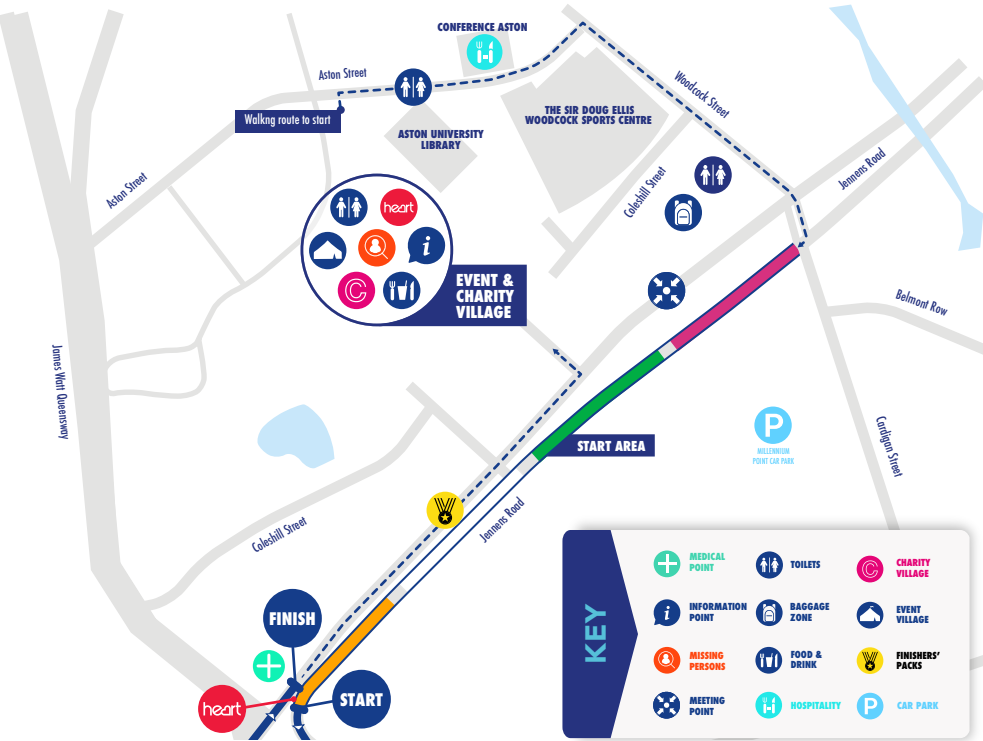 CONFERENCE ASTON
Aston Street
Walkng route to start
ASTON UNIVERSITY
LIBRARY
THE SIR DOUG ELLIS
WOODCOCK SPORTS CENTRE
Woodcock Street
Jennens Road
Aston Street
Coleshill Street
heart
i
C
EVENT &
CHARITY
VILLAGE
Belmont Row
James Watt Queensway
START AREA
P
MILLENNIUM
POINT CAR PARK
Cardigan Street
Jennens Road
Coleshill Street
FINISH
heart
START
KEY
MEDICAL
POINT
TOILETS
C
CHARITY
VILLAGE
i
INFORMATION
POINT
BAGGAGE
ZONE
EVENT
VILLAGE
MISSING
PERSONS
FOOD &
DRINK
FINISHERS'
PACKS
MEETING
POINT
HOSPITALITY
P
CAR PARK